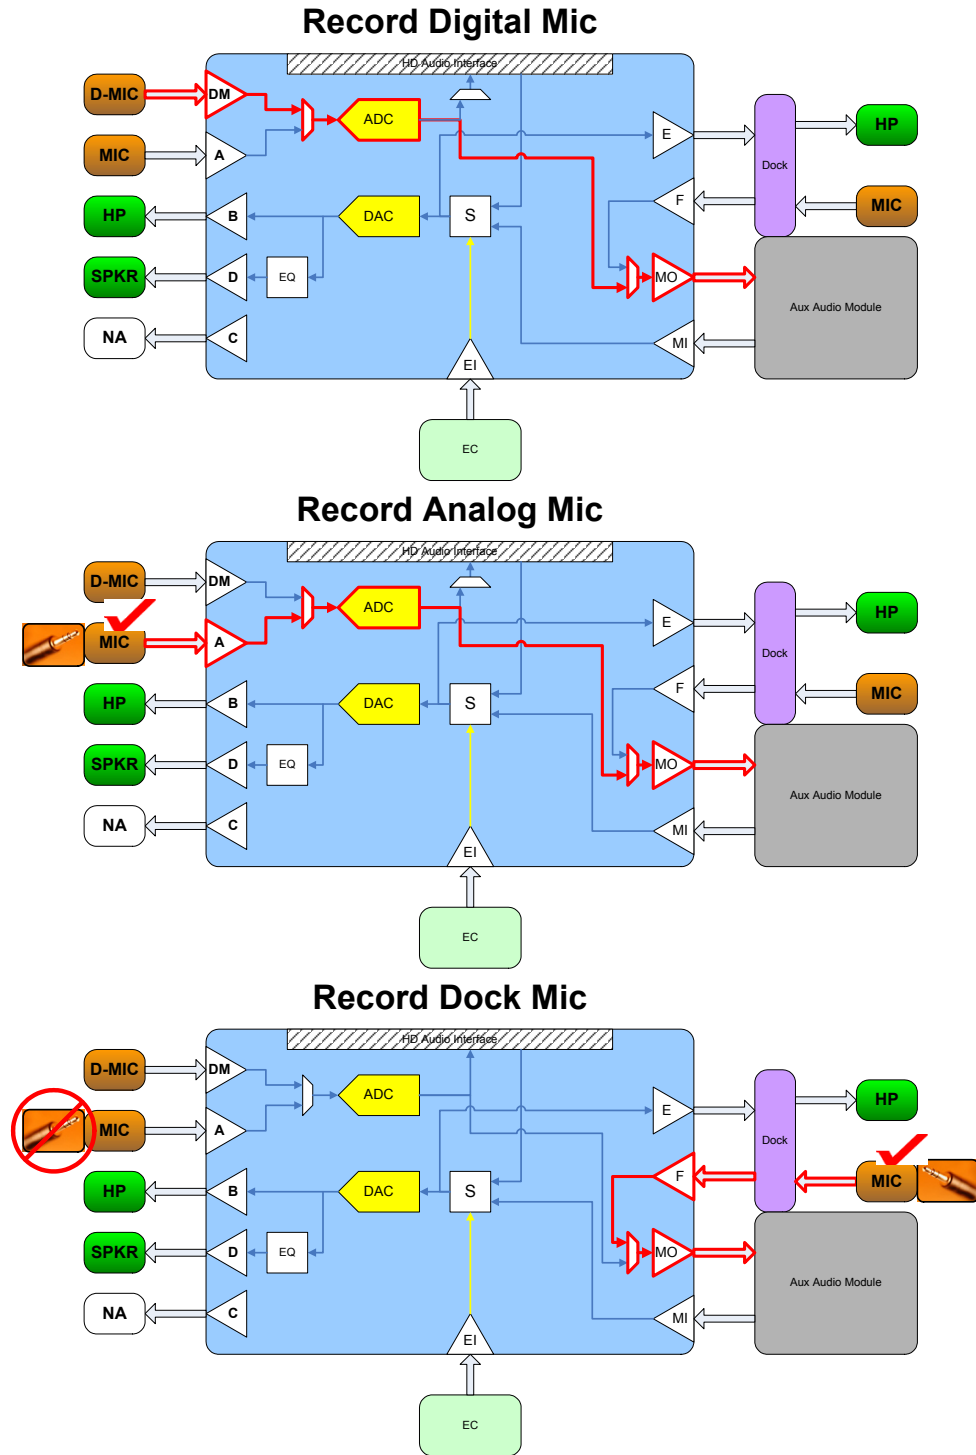 Record Digital Mic
HD Audio Interface
D-MIC
DM
ADC
HP
MIC
A
E
Dock
HP
B
DAC
S
F
MIC
SPKR
D
EQ
MO
Aux Audio Module
NA
C
EI
MI
EC
Record Analog Mic
HD Audio Interface
D-MIC
DM
ADC
HP
MIC
A
E
Dock
HP
B
DAC
S
F
MIC
SPKR
D
EQ
MO
Aux Audio Module
NA
C
EI
MI
EC
Record Dock Mic
HD Audio Interface
D-MIC
DM
ADC
HP
MIC
A
E
Dock
HP
B
DAC
S
F
MIC
SPKR
D
EQ
MO
Aux Audio Module
NA
C
EI
MI
EC